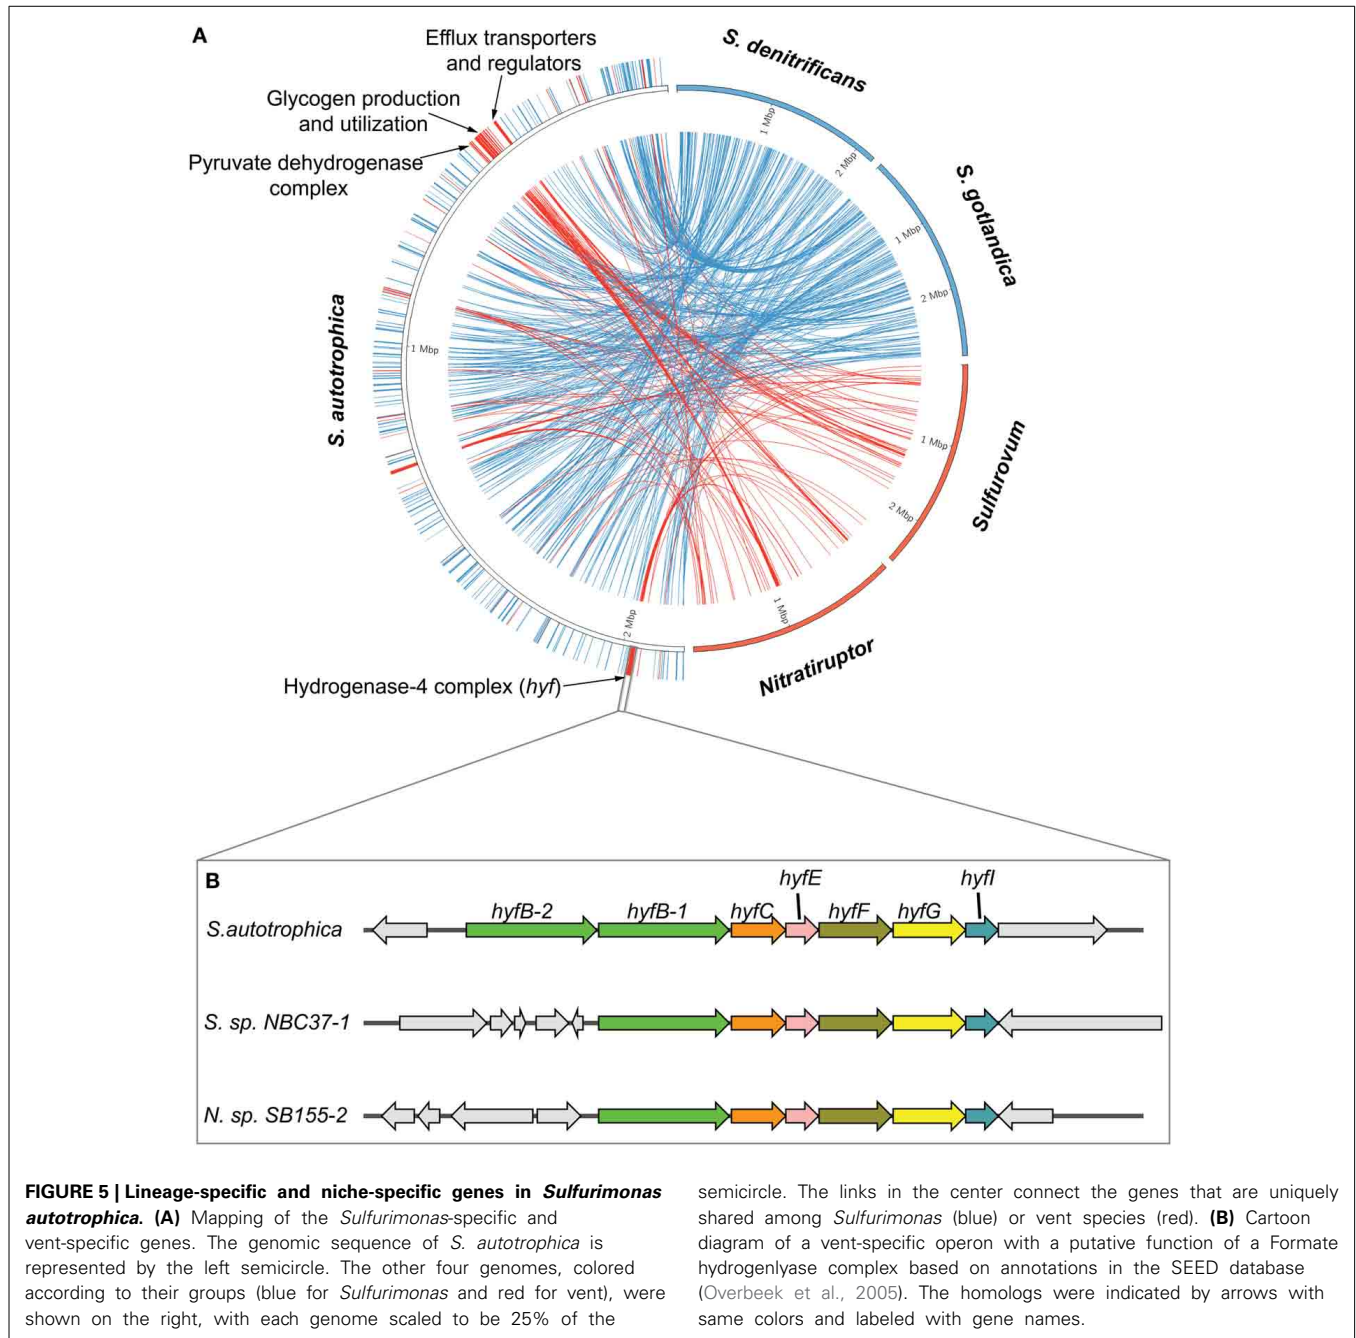 A
Efflux transporters
and regulators
Glycogen production
and utilization
Pyruvate dehydrogenase
complex
S. denitrificans
1 Mbp
2 Mbp
S. gotlandica
1 Mbp
2 Mbp
S. autotrophica
1 Mbp
Sulfurovum
1 Mbp
2 Mbp
Nitratiruptor
1 Mbp
2 Mbp
Hydrogenase-4 complex (hyf)
B
hyfE
hyfI
hyfB-2 hyfB-1 hyfC hyfF hyfG
S.autotrophica
S. sp. NBC37-1
N. sp. SB155-2
FIGURE 5 | Lineage-specific and niche-specific genes in Sulfurimonas
autotrophica. (A) Mapping of the Sulfurimonas-specific and
vent-specific genes. The genomic sequence of S. autotrophica is
represented by the left semicircle. The other four genomes, colored
according to their groups (blue for Sulfurimonas and red for vent), were
shown on the right, with each genome scaled to be 25% of the
semicircle. The links in the center connect the genes that are uniquely
shared among Sulfurimonas (blue) or vent species (red). (B) Cartoon
diagram of a vent-specific operon with a putative function of a Formate
hydrogenlyase complex based on annotations in the SEED database
(Overbeek et al., 2005). The homologs were indicated by arrows with
same colors and labeled with gene names.